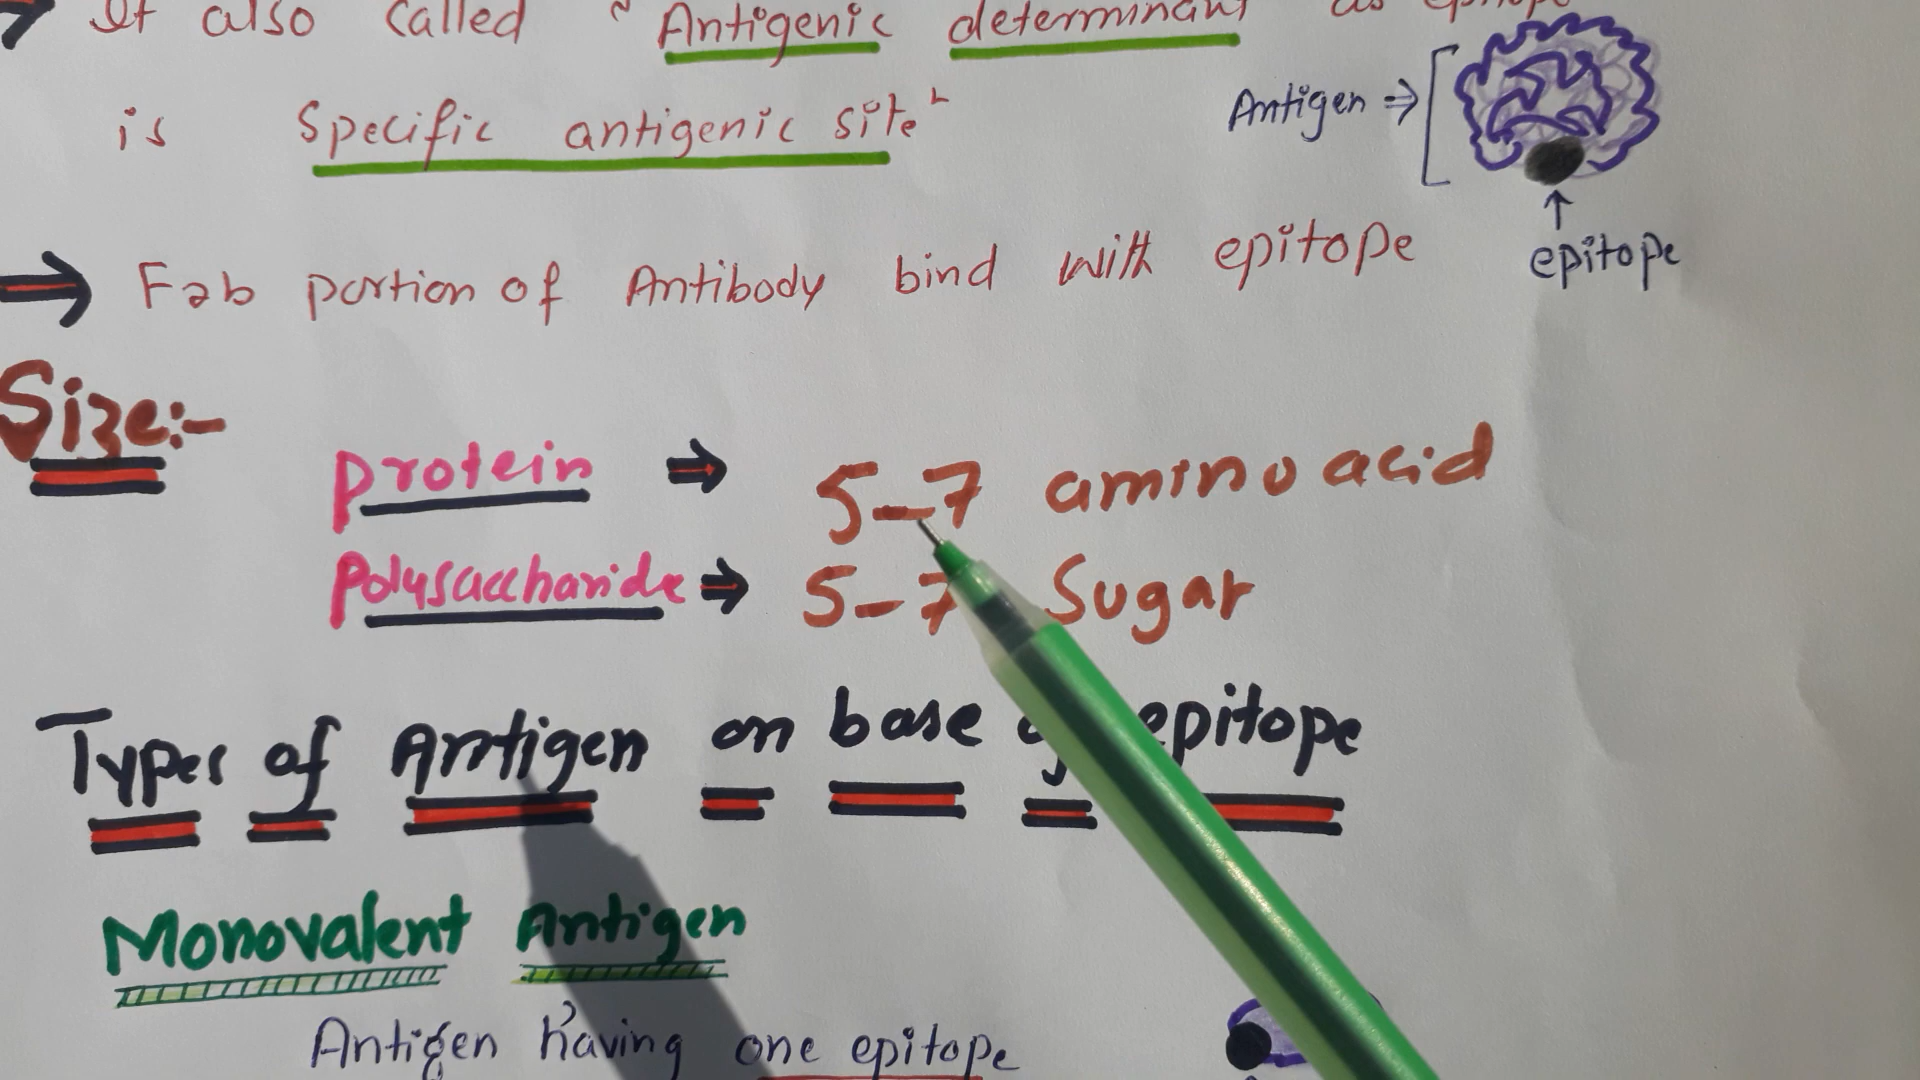 It also called "Antigenic determinant as epitope
is Specific antigenic site"
Antigen ⇒
epitope
⇒ Fab portion of Antibody bind with epitope
Size:-
protein ⇒ 5-7 amino acid
Polysaccharide ⇒ 5-7 Sugar
Types of Antigen on base epitope
Monovalent Antigen
Antigen having one epitope